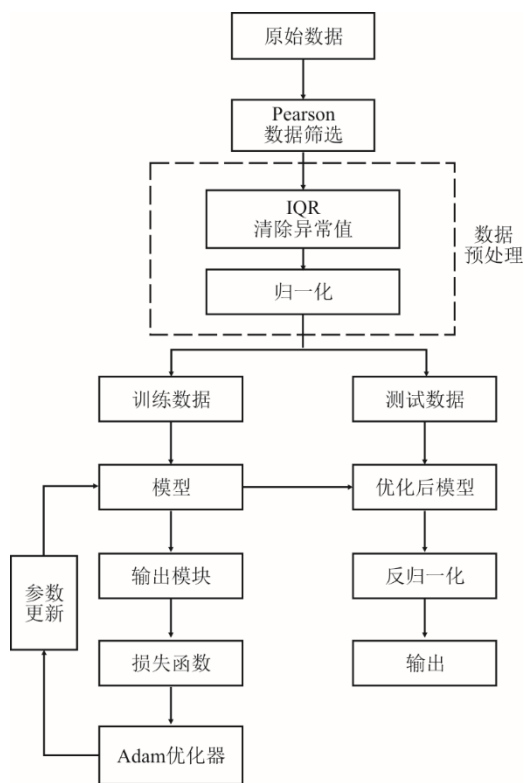 原始数据
Pearson
数据筛选
IQR
清除异常值
数据
预处理
归一化
训练数据
测试数据
模型
优化后模型
参数
更新
输出模块
反归一化
损失函数
输出
Adam优化器